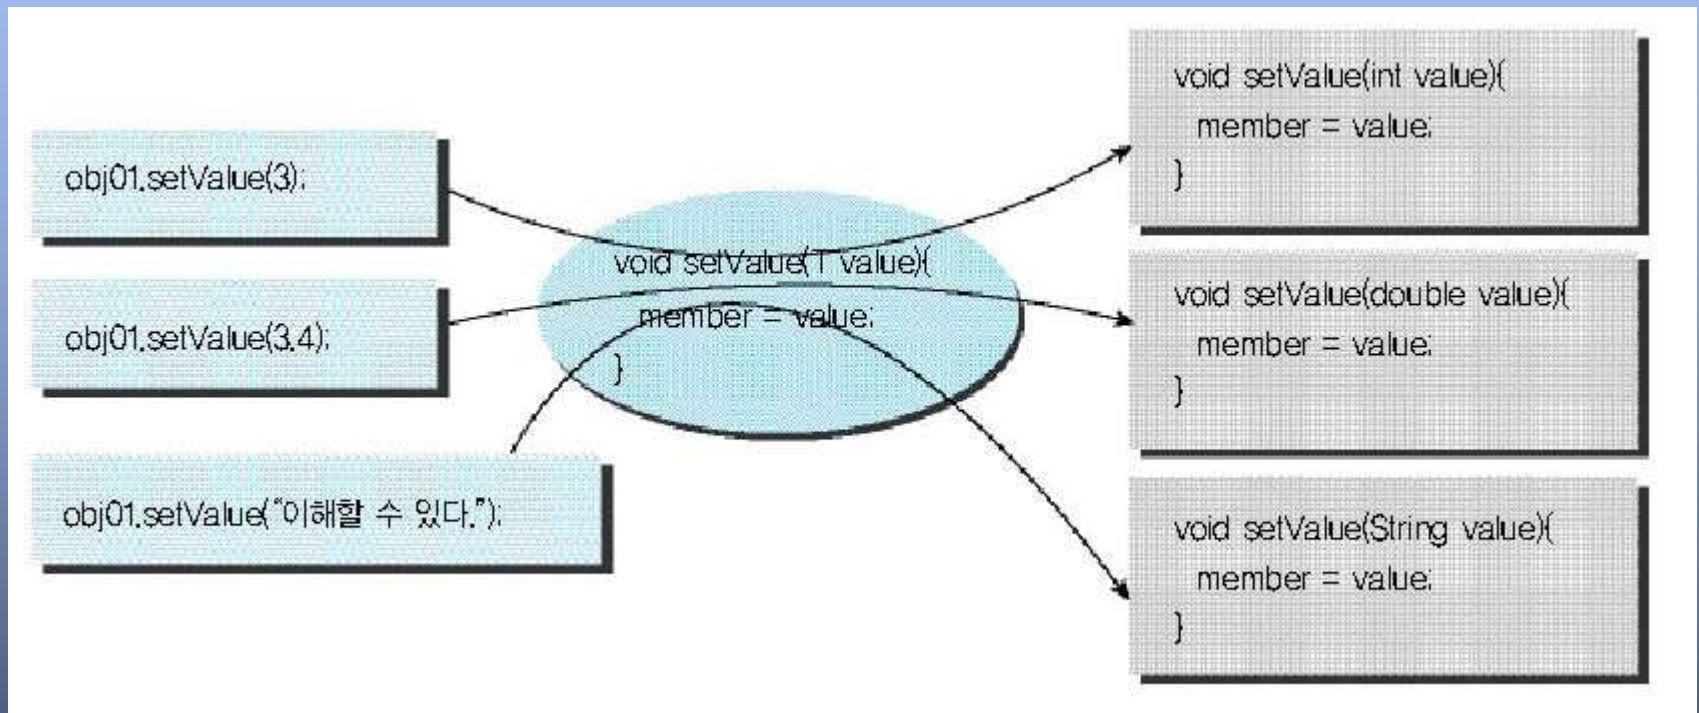 obj01.setValue(3);
obj01.setValue(3.4);
obj01.setValue("이해할 수 있다.");
void setValue(T value){
member = value;
}
void setValue(int value){
member = value;
}
void setValue(double value){
member = value;
}
void setValue(String value){
member = value;
}